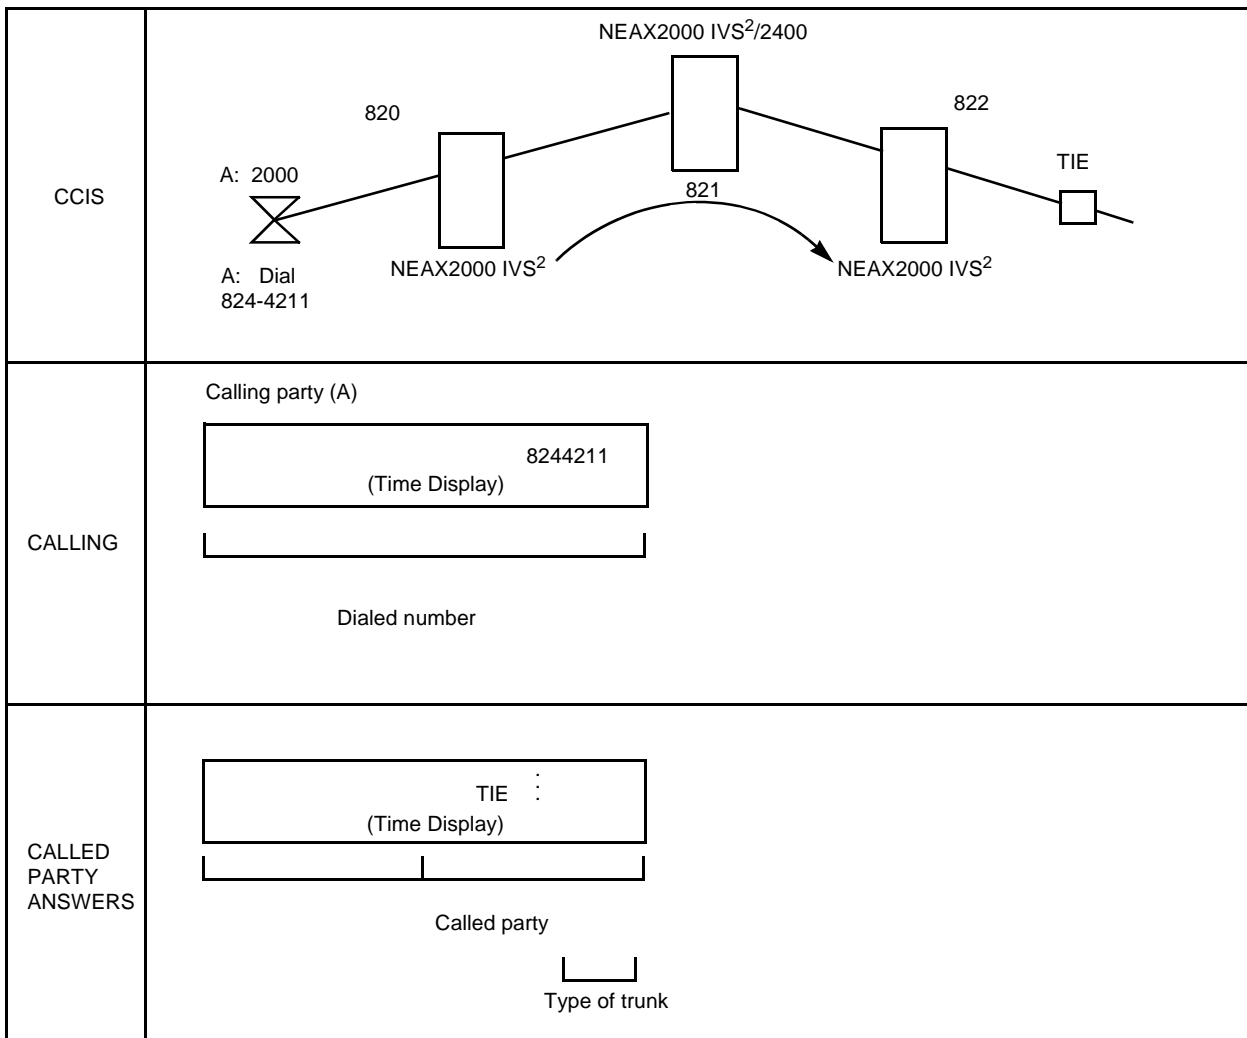 CCIS
NEAX2000 IVS²/2400
820
822
A: 2000
821
TIE
NEAX2000 IVS²
NEAX2000 IVS²
A: Dial
824-4211
CALLING
Calling party (A)
8244211
(Time Display)
Dialed number
CALLED
PARTY
ANSWERS
TIE
(Time Display)
Called party
Type of trunk